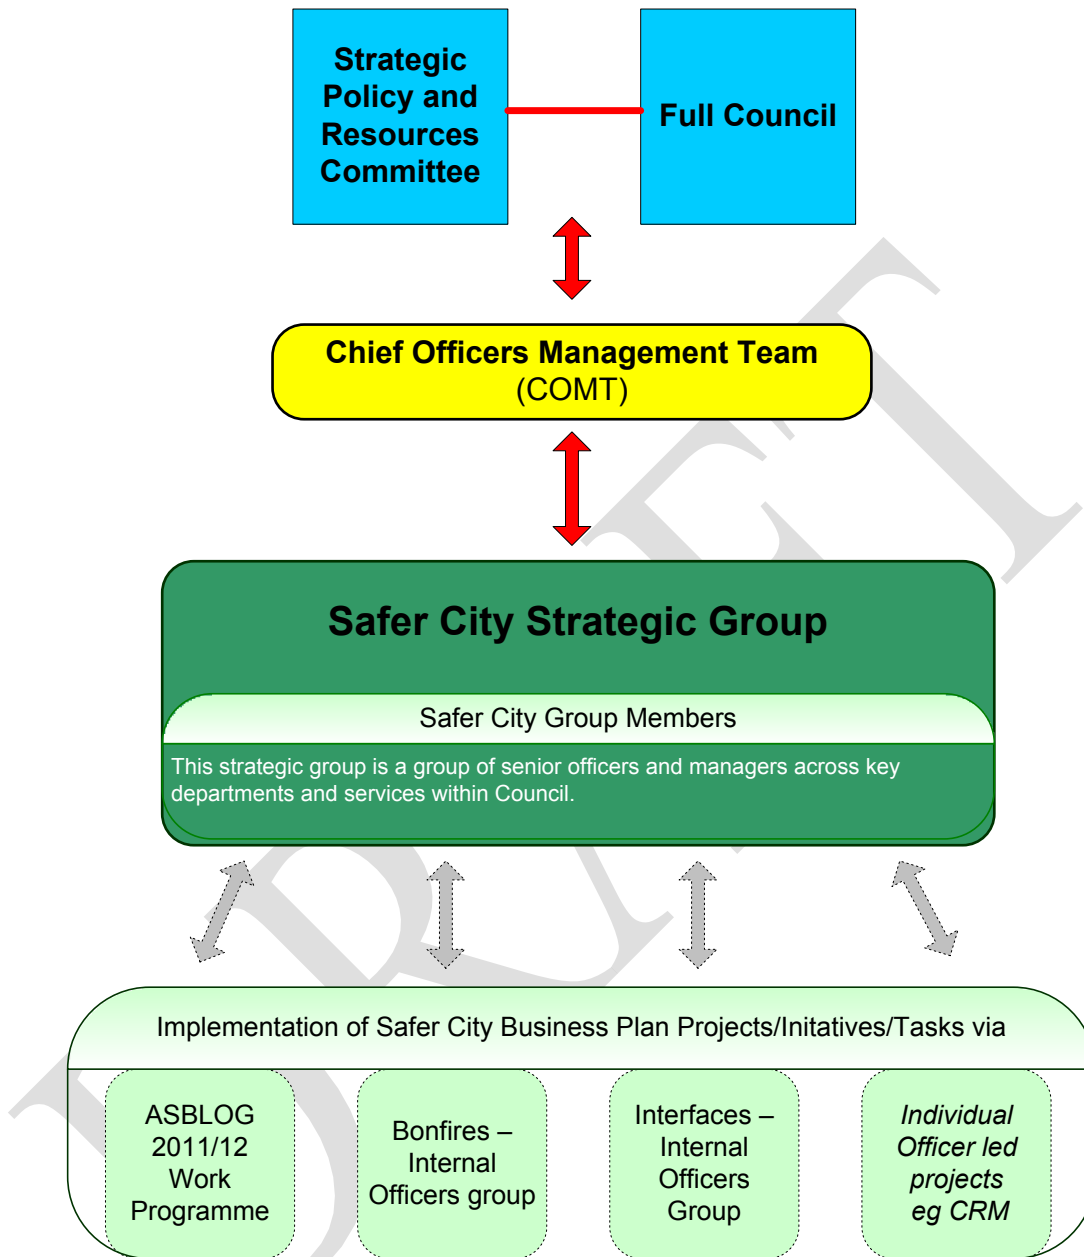 Strategic
Policy and
Resources
Committee
Full Council
Chief Officers Management Team
(COMT)
Safer City Strategic Group
Safer City Group Members
This strategic group is a group of senior officers and managers across key
departments and services within Council.
Implementation of Safer City Business Plan Projects/Initatives/Tasks via
ASBLOG
2011/12
Work
Programme
Bonfires –
Internal
Officers group
Interfaces –
Internal
Officers
Group
Individual
Officer led
projects
eg CRM
DRAFT